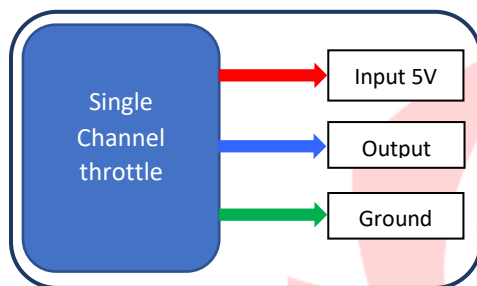 Single
Channel
throttle
Input 5V
Output
Ground